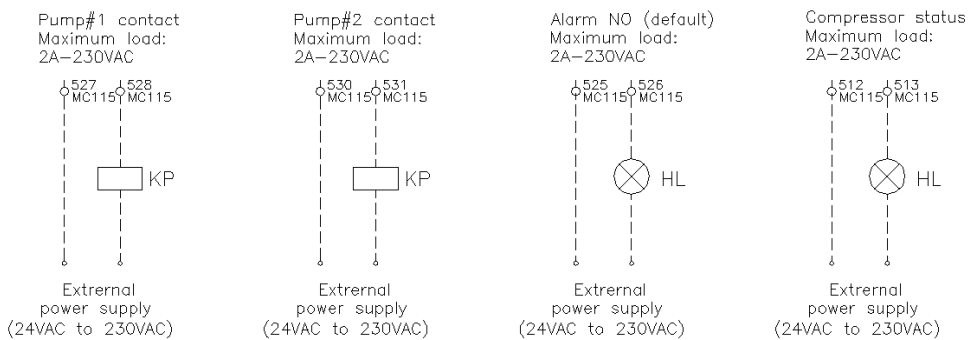 Pump#1 contact
Maximum load:
2A-230VAC
527
MC115
528
MC115
KP
Extrernal
power supply
(24VAC to 230VAC)
Pump#2 contact
Maximum load:
2A-230VAC
530
MC115
531
MC115
KP
Extrernal
power supply
(24VAC to 230VAC)
Alarm NO (default)
Maximum load:
2A-230VAC
525
MC115
526
MC115
HL
Extrernal
power supply
(24VAC to 230VAC)
Compressor status
Maximum load:
2A-230VAC
512
MC115
513
MC115
HL
Extrernal
power supply
(24VAC to 230VAC)